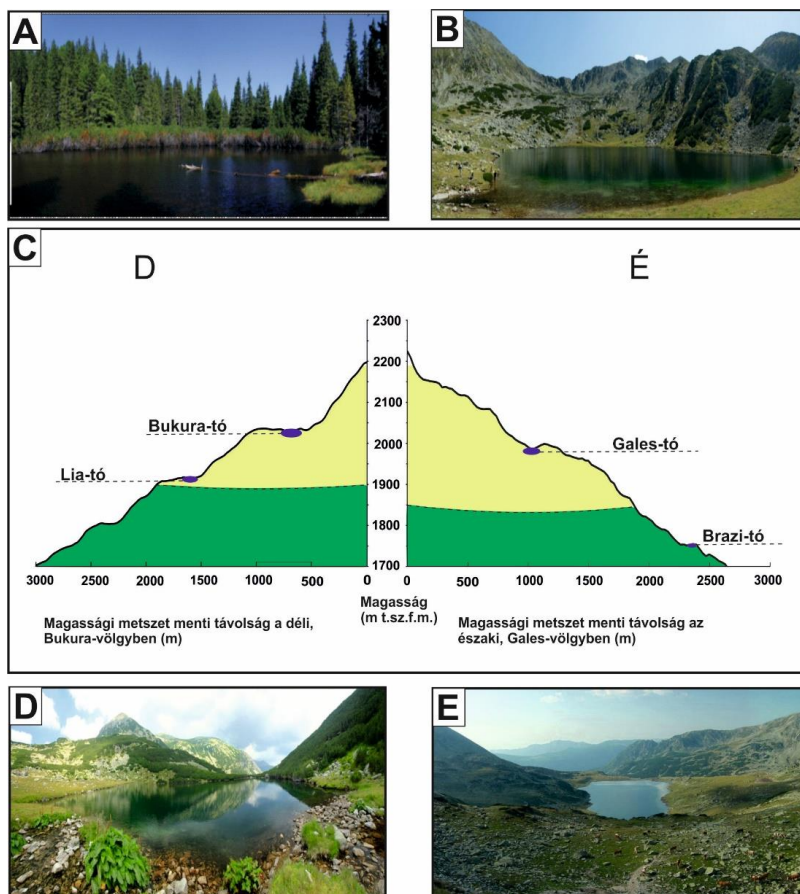 A
B
C
D
É
2300
2200
2100
2000
1900
1800
1700
Bukura-tó
Lia-tó
Gales-tó
Brazi-tó
3000 2500 2000 1500 1000 500 0
0 500 1000 1500 2000 2500 3000
Magasság
(m t.sz.f.m.)
Magassági metszet menti távolság a déli,
Bukura-völgyben (m)
Magassági metszet menti távolság az
északi, Gales-völgyben (m)
D
E